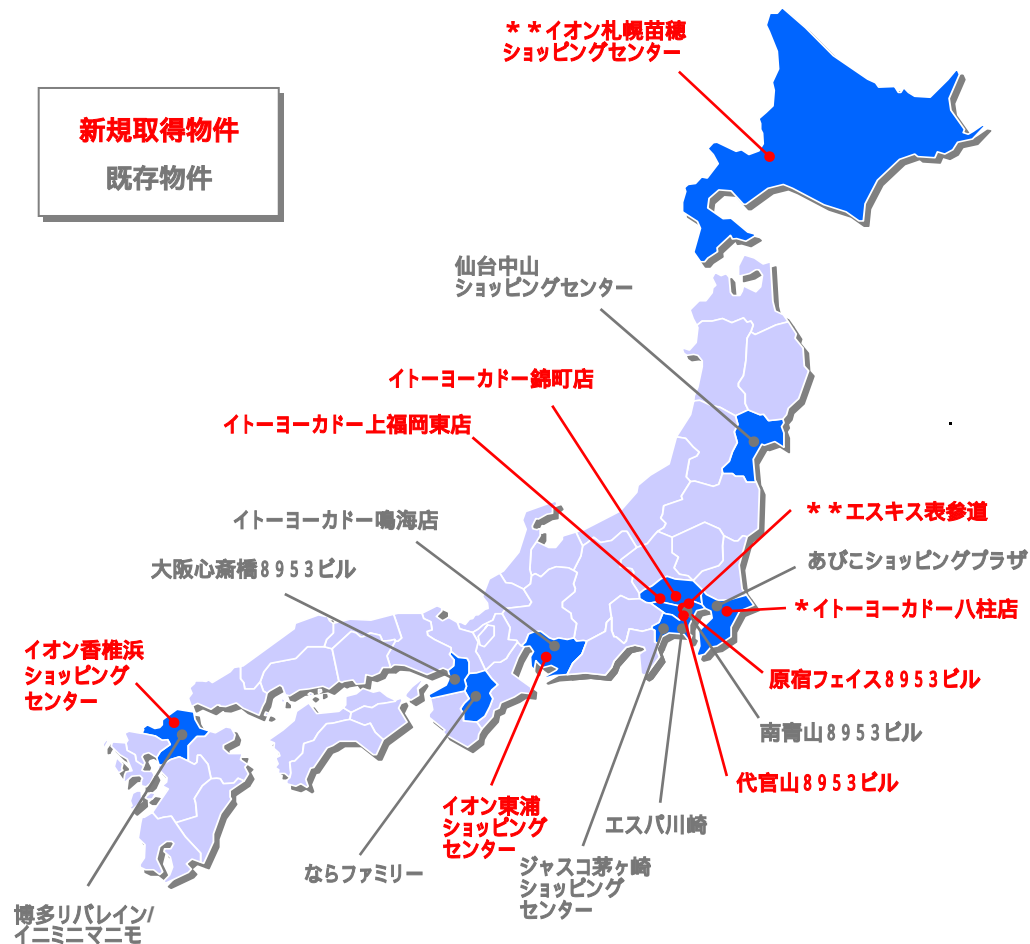 ＊＊イオン札幌苗穂
ショッピングセンター
新規取得物件
既存物件
仙台中山
ショッピングセンター
イトーヨーカドー錦町店
イトーヨーカドー上福岡東店
＊＊エスキス表参道
イトーヨーカドー鳴海店
あびこショッピングプラザ
大阪心斎橋8953ビル
＊イトーヨーカドー八柱店
イオン香椎浜
ショッピング
センター
原宿フェイス8953ビル
南青山8953ビル
代官山8953ビル
イオン東浦
ショッピング
センター
エスパ川崎
ならファミリー
ジャスコ茅ヶ崎
ショッピング
センター
博多リバレイン/
イニミニマニモ